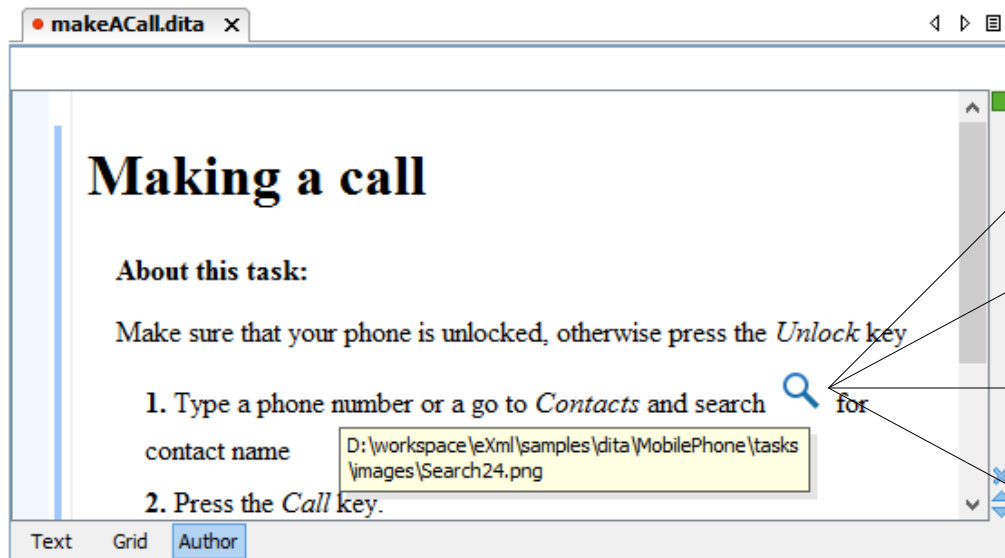 makeACall.dita
Making a call
About this task:
Make sure that your phone is unlocked, otherwise press the Unlock key
1. Type a phone number or a go to Contacts and search for
contact name
D:\workspace\eXml\samples\dita\MobilePhone\tasks
\images\Search24.png
2. Press the Call key.
Text Grid Author